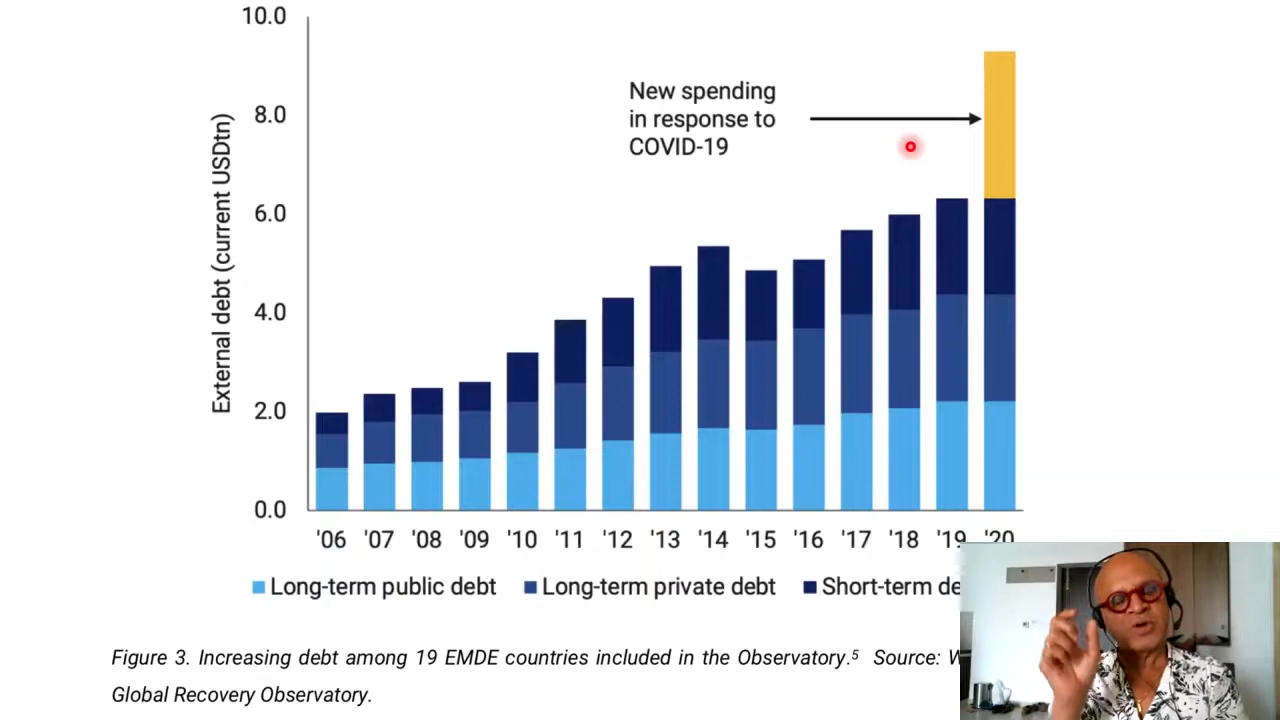 10.0
8.0
6.0
4.0
2.0
0.0
External debt (current USDtn)
New spending
in response to
COVID-19
'06 '07 '08 '09 '10 '11 '12 '13 '14 '15 '16 '17 '18 '19 '20
Long-term public debt Long-term private debt Short-term
Figure 3. Increasing debt among 19 EMDE countries included in the Observatory.⁵ Source:
Global Recovery Observatory.